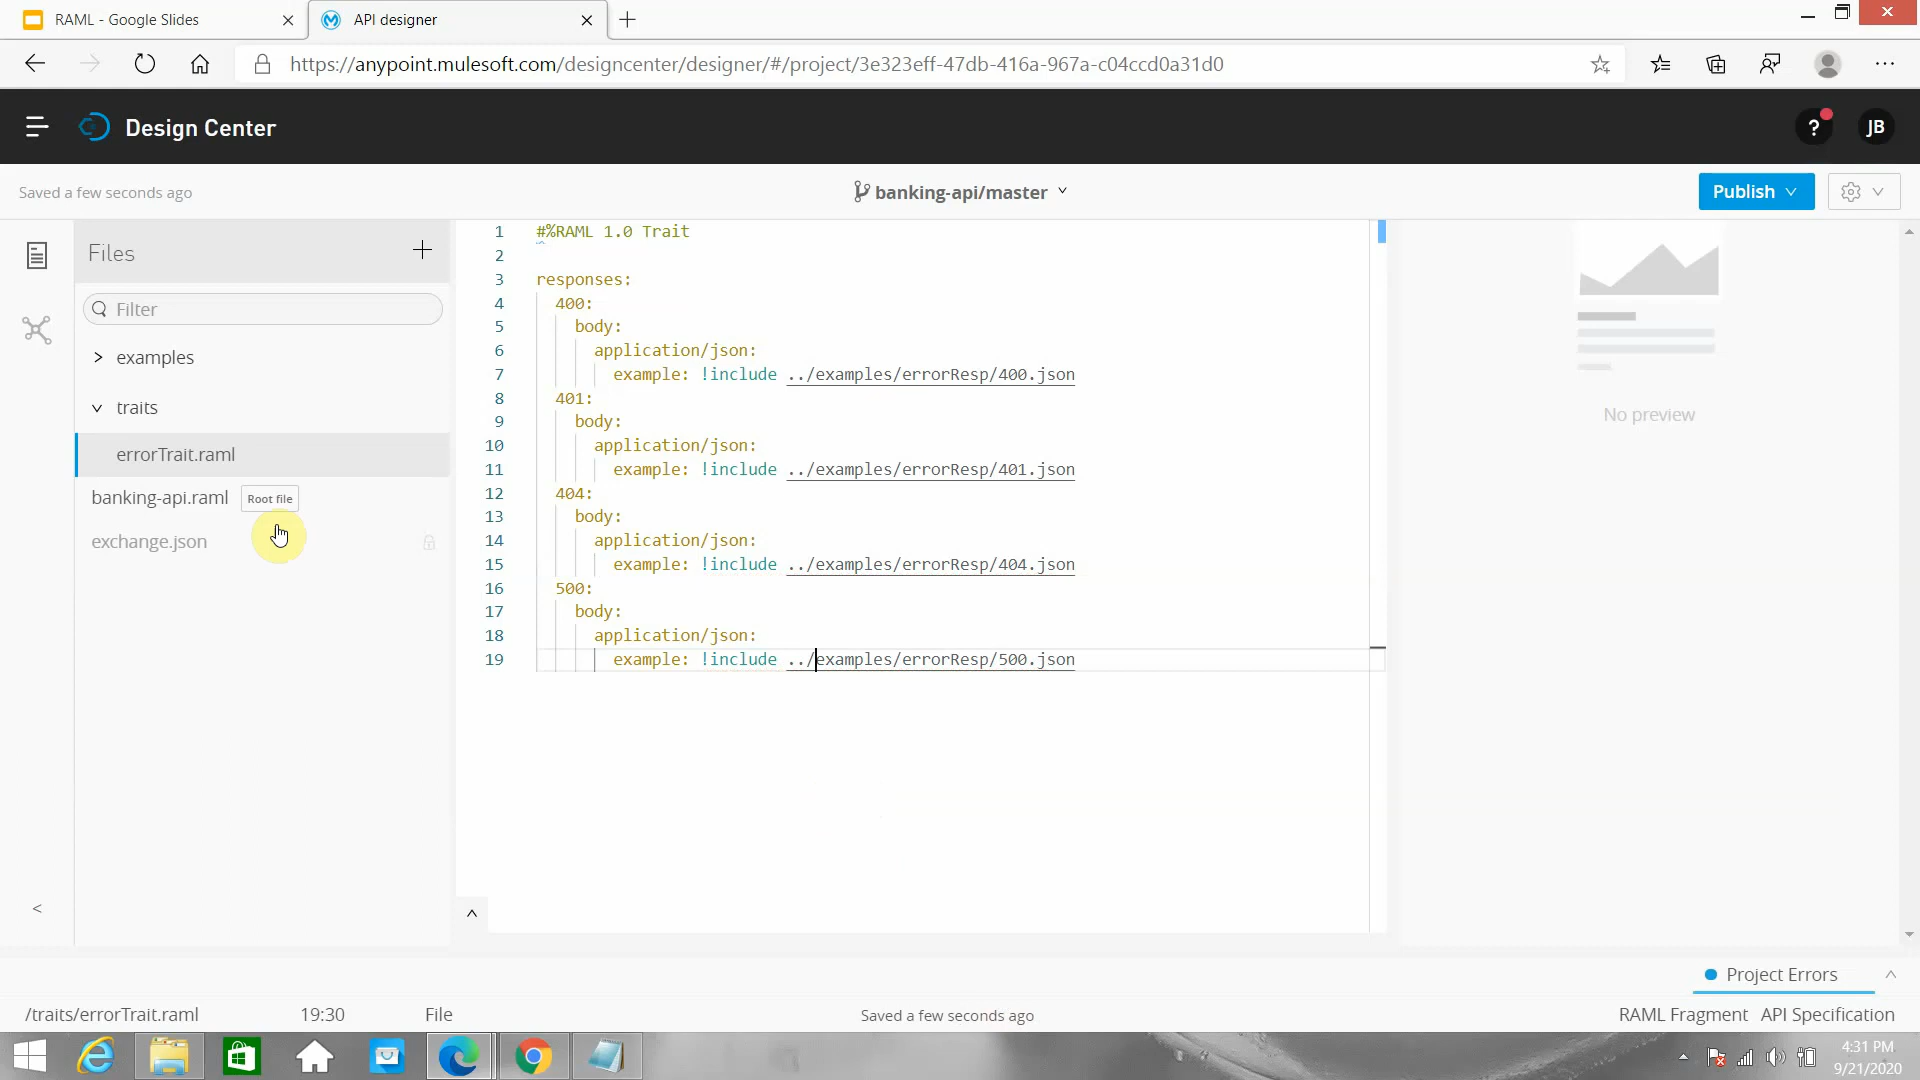 RAML - Google Slides
API designer
https://anypoint.mulesoft.com/designcenter/designer/#/project/3e323eff-47db-416a-967a-c04ccd0a31d0
Design Center
?
JB
Saved a few seconds ago
banking-api/master
Publish
Files
Filter
examples
traits
errorTrait.raml
banking-api.raml Root file
exchange.json
1 #%RAML 1.0 Trait
2
3 responses:
4 400:
5 body:
6 application/json:
7 example: !include ../examples/errorResp/400.json
8 401:
9 body:
10 application/json:
11 example: !include ../examples/errorResp/401.json
12 404:
13 body:
14 application/json:
15 example: !include ../examples/errorResp/404.json
16 500:
17 body:
18 application/json:
19 example: !include ../examples/errorResp/500.json
No preview
Project Errors
/traits/errorTrait.raml 19:30 File Saved a few seconds ago RAML Fragment API Specification
4:31 PM
9/21/2020